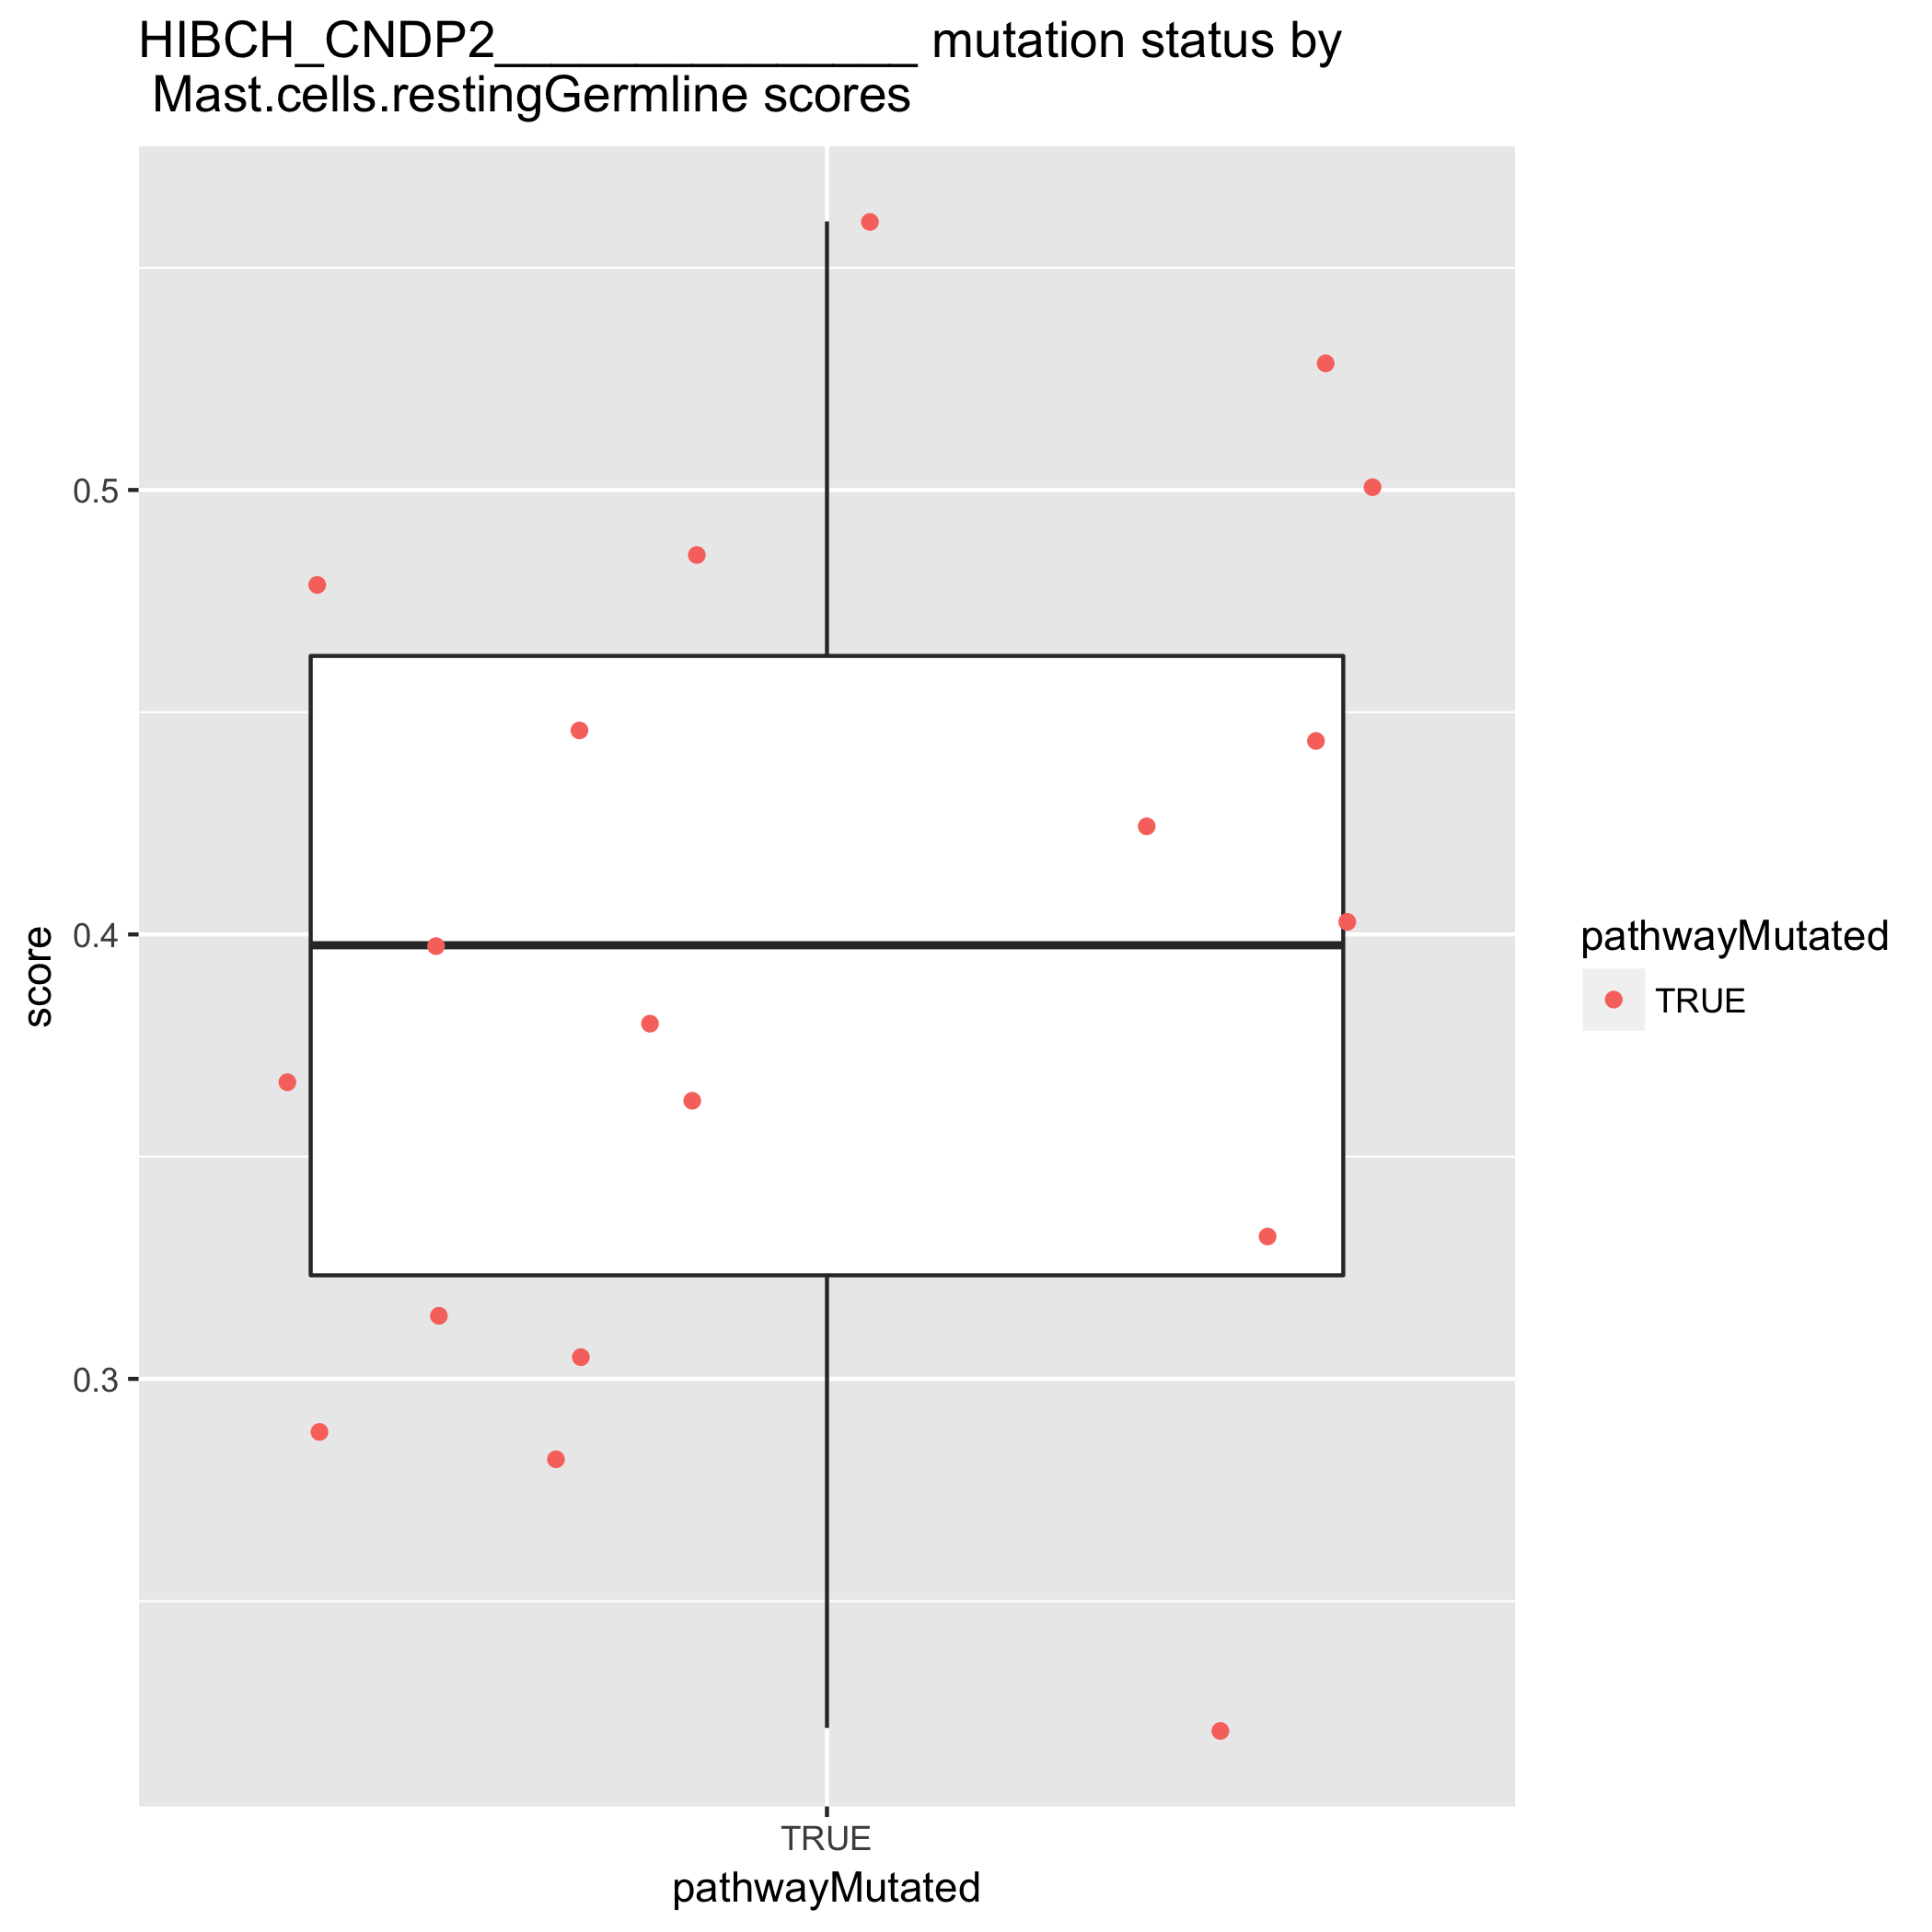 HIBCH_CNDP2_______________ mutation status by
Mast.cells.restingGermline scores
0.5
0.4
0.3
score
TRUE
pathwayMutated
pathwayMutated
TRUE